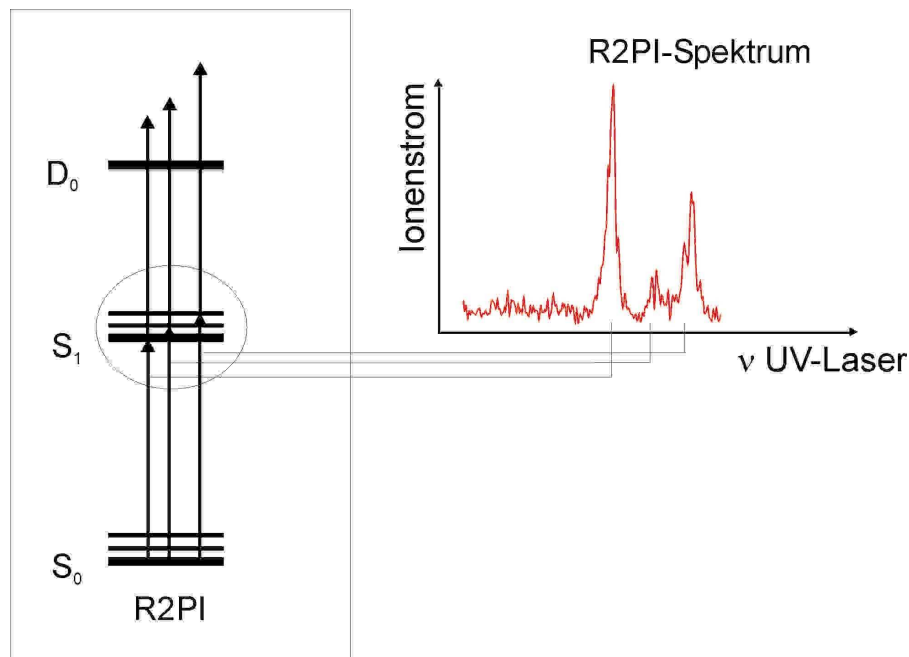 R2PI-Spektrum
Ionenstrom
ν UV-Laser
D₀
S₁
S₀
R2PI